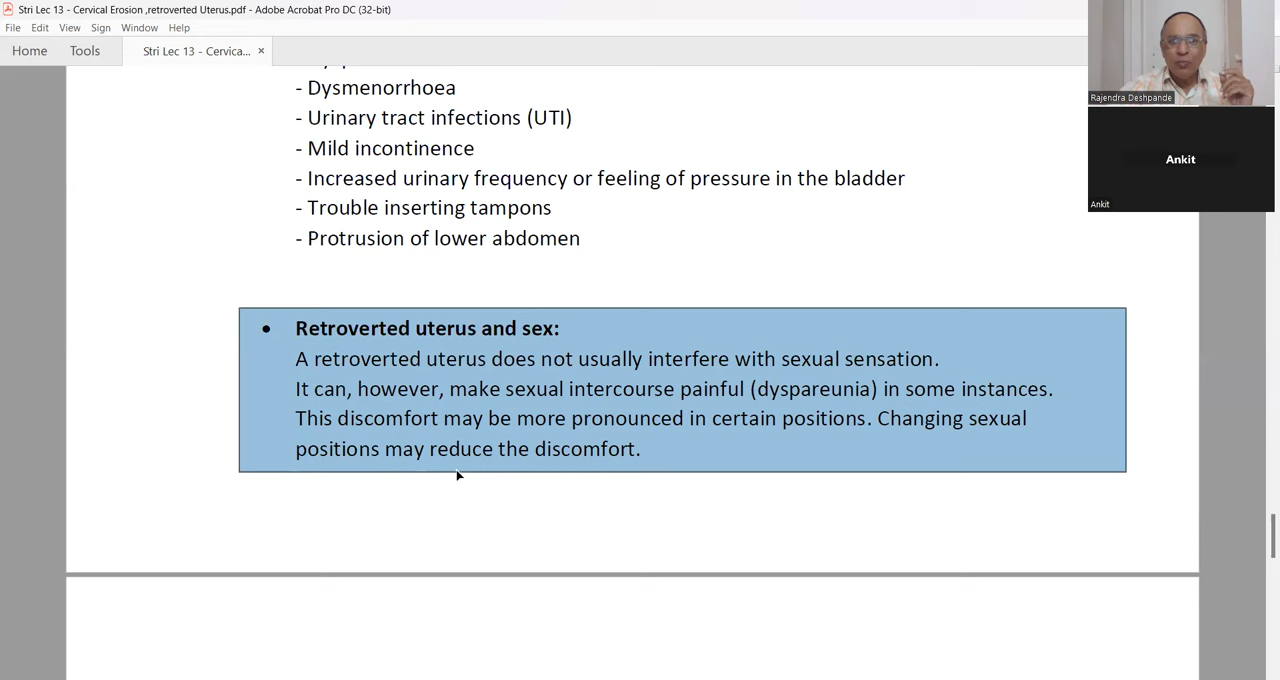 Stri Lec 13 - Cervical Erosion ,retroverted Uterus.pdf - Adobe Acrobat Pro DC (32-bit)
File Edit View Sign Window Help
Home Tools Stri Lec 13 - Cervica... ×
- Dysmenorrhoea
- Urinary tract infections (UTI)
- Mild incontinence
- Increased urinary frequency or feeling of pressure in the bladder
- Trouble inserting tampons
- Protrusion of lower abdomen
• Retroverted uterus and sex:
A retroverted uterus does not usually interfere with sexual sensation.
It can, however, make sexual intercourse painful (dyspareunia) in some instances.
This discomfort may be more pronounced in certain positions. Changing sexual
positions may reduce the discomfort.
Rajendra Deshpande
Ankit
Ankit